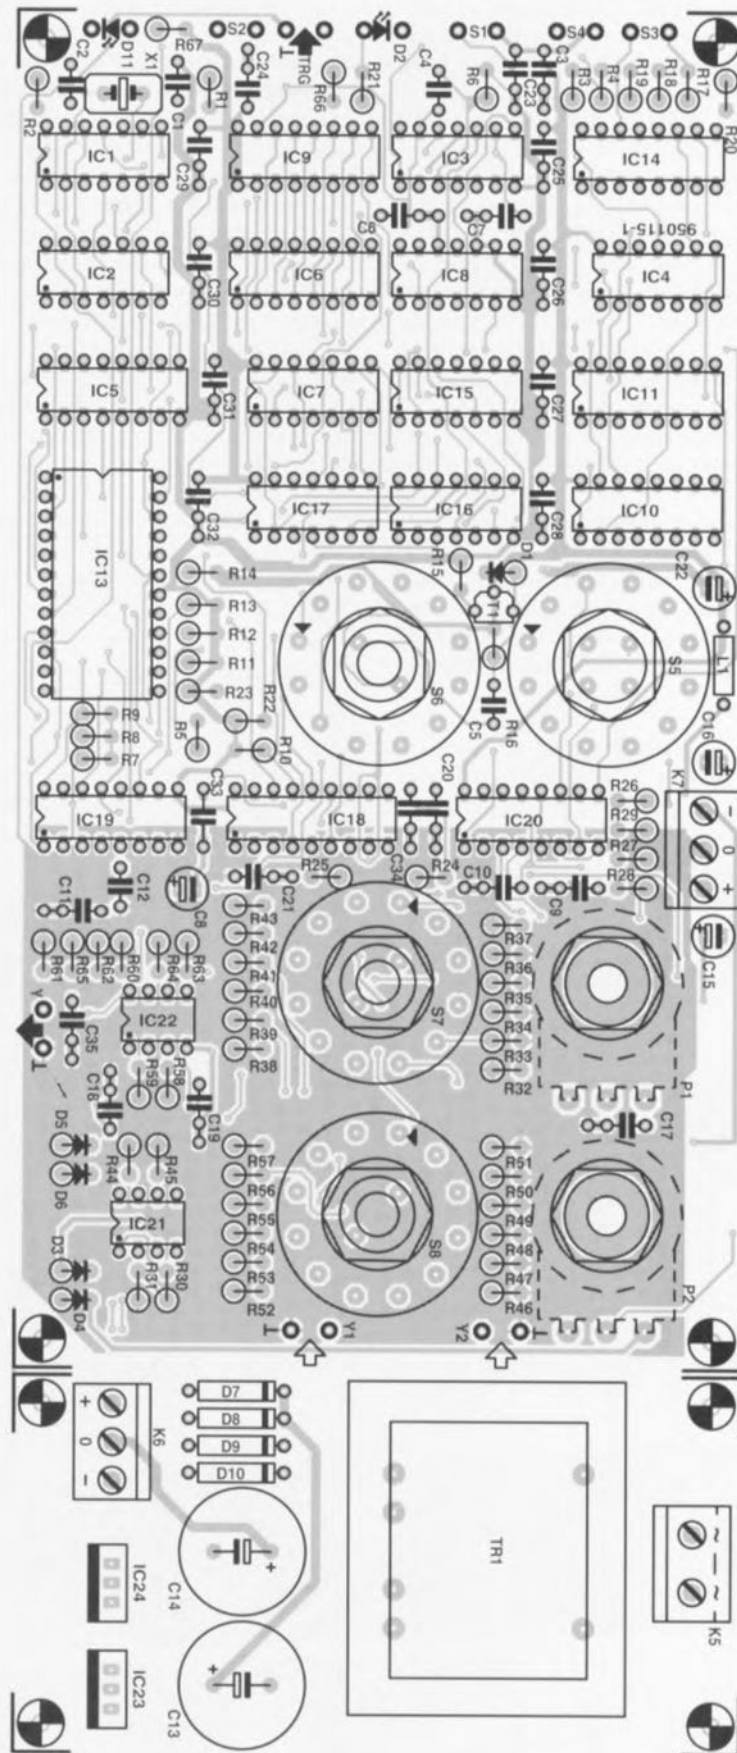 C2 D11 X1 R67 S2 C24 ⊥ TRG R66 R21 D2 C4 S1 R6 C23 C3 S4 R3 R4 S3 R19 R18 R17
R2 C1 R1 R20
IC1 C29 IC9 IC3 C25 IC14
C6 C7 950115-1
IC2 C30 IC6 IC8 C26 IC4
IC5 C31 IC7 IC15 C27 IC11
IC13 C32 IC17 IC16 C28 IC10
R14 R15 D1 C22
R13 T1
R12
R11 S6 S5 L1
R23
R9 R22 C5 R16 C16
R8 R5 R10
R7
C33 C20 R26 K7
IC19 IC18 IC20 R29 −
R27 0
R28 +
C11 C12 C8 C21 R25 C34 R24 C10 C9
R43 C15
R61 R65 R62 R60 R64 R63 R42 R37
R41 R36
Y C35 IC22 R40 S7 R35
⊥ R39 R34
R38 R33
R59 R58 R32 P1
C18 C19 C17
D5 R44 R45 R57 R51
D6 R56 R50
IC21 R55 R49
D3 R54 S8 R48
R31 R30 R53 R47
D4 R52 R46 P2
⊥ Y1 Y2 ⊥
+ K6 D7
0 D8
− D9
D10
IC24 + C14 TR1 ~ — ~ K5
IC23 + C13